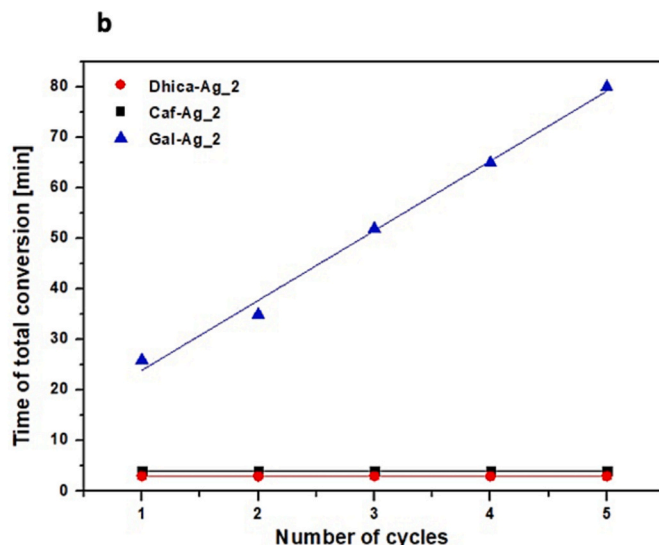 b
Dhica-Ag_2
Caf-Ag_2
Gal-Ag_2
Time of total conversion [min]
80
70
60
50
40
30
20
10
0
1 2 3 4 5
Number of cycles